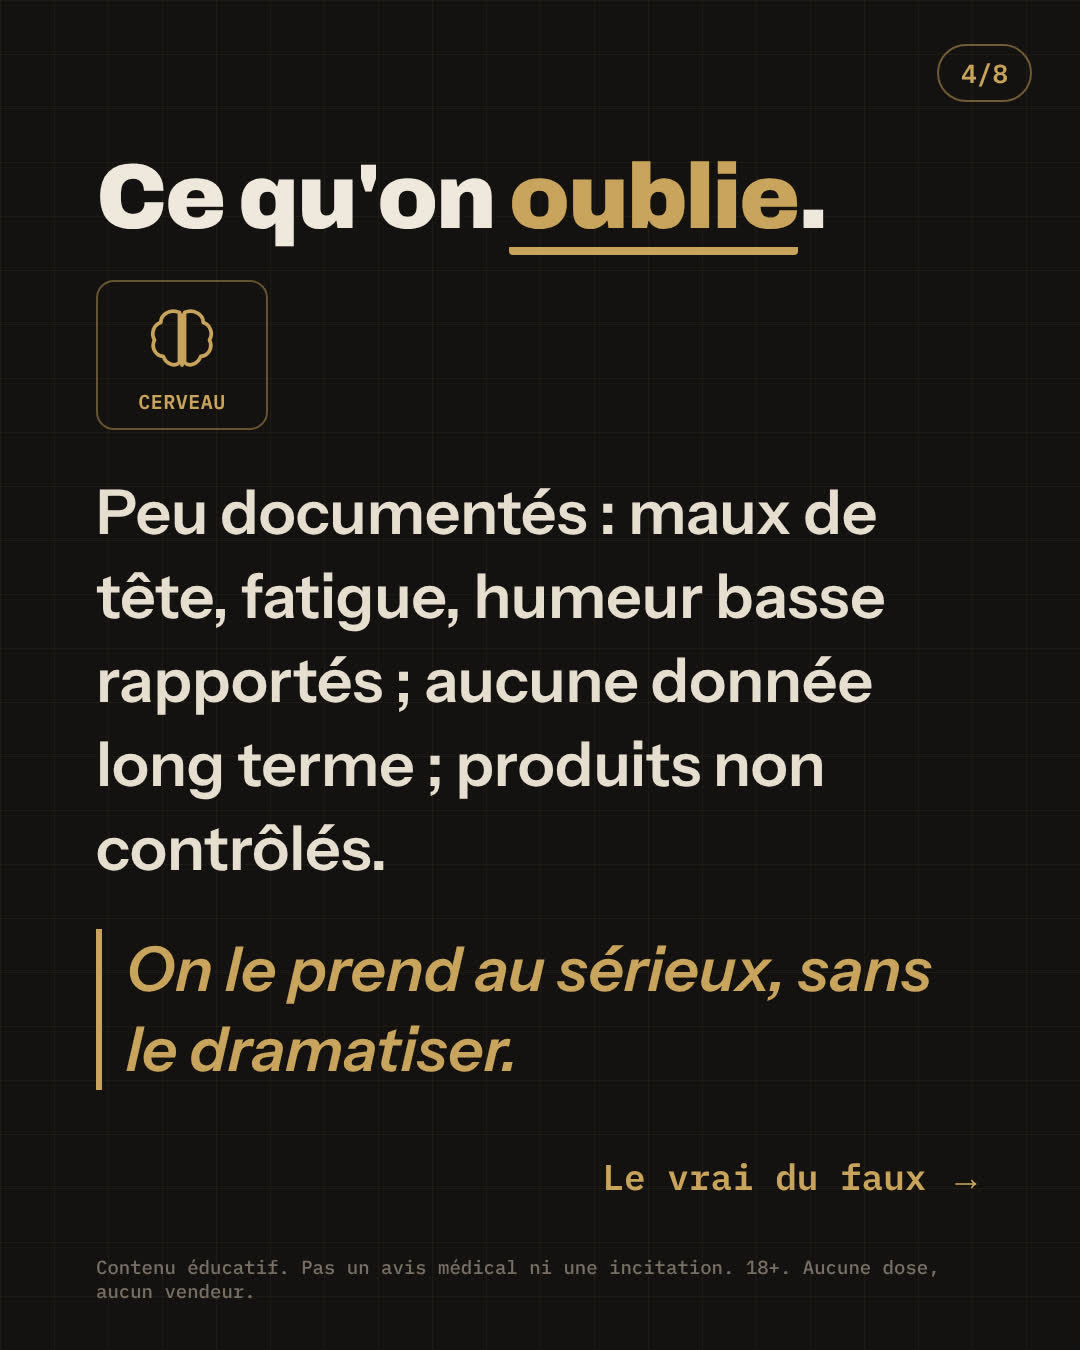 4/8
Ce qu'on oublie.
CERVEAU
Peu documentés : maux de
tête, fatigue, humeur basse
rapportés ; aucune donnée
long terme ; produits non
contrôlés.
On le prend au sérieux, sans
le dramatiser.
Le vrai du faux →
Contenu éducatif. Pas un avis médical ni une incitation. 18+. Aucune dose,
aucun vendeur.